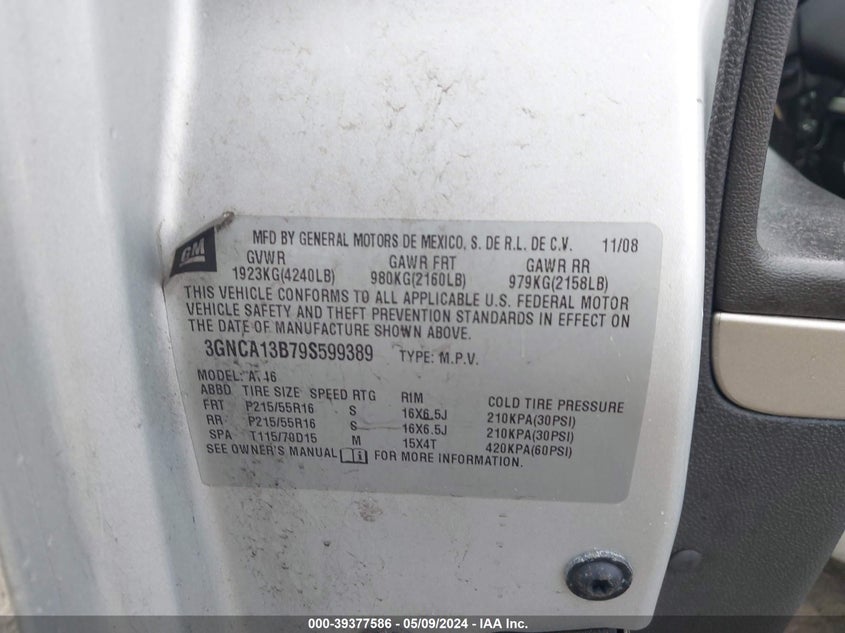 GM
MFD BY GENERAL MOTORS DE MEXICO, S. DE R.L. DE C.V. 11/08
GVWR GAWR FRT GAWR RR
1923KG(4240LB) 980KG(2160LB) 979KG(2158LB)
THIS VEHICLE CONFORMS TO ALL APPLICABLE U.S. FEDERAL MOTOR
VEHICLE SAFETY AND THEFT PREVENTION STANDARDS IN EFFECT ON
THE DATE OF MANUFACTURE SHOWN ABOVE.
3GNCA13B79S599389 TYPE: M.P.V.
MODEL:
ABBD TIRE SIZE SPEED RTG RIM COLD TIRE PRESSURE
FRT P215/55R16 S 16X6.5J 210KPA(30PSI)
RR P215/55R16 S 16X6.5J 210KPA(30PSI)
SPA T115/70D15 M 15X4T 420KPA(60PSI)
SEE OWNER'S MANUAL FOR MORE INFORMATION.
000-39377586 - 05/09/2024 - IAA Inc.